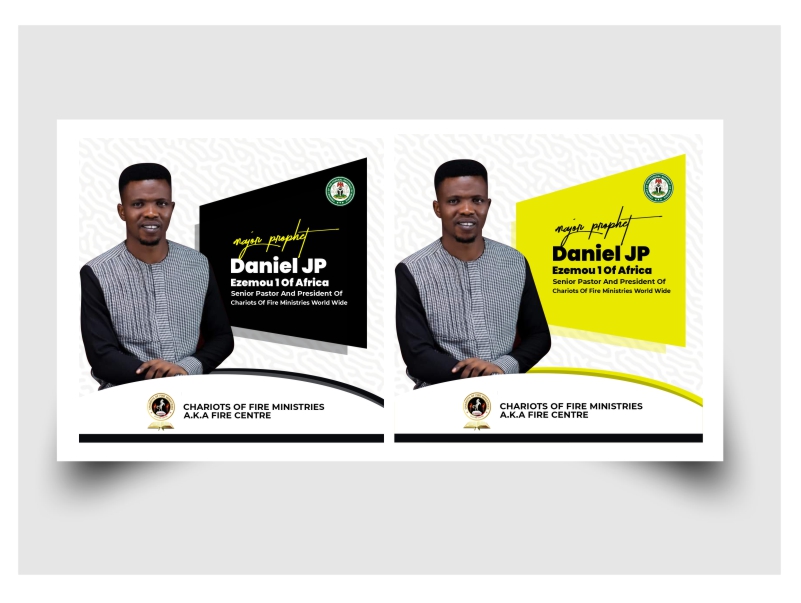 major prophet
Daniel JP
Ezemou 1 Of Africa
Senior Pastor And President Of
Chariots Of Fire Ministries World Wide
CHARIOTS OF FIRE MINISTRIES
A.K.A FIRE CENTRE
major prophet
Daniel JP
Ezemou 1 Of Africa
Senior Pastor And President Of
Chariots Of Fire Ministries World Wide
CHARIOTS OF FIRE MINISTRIES
A.K.A FIRE CENTRE